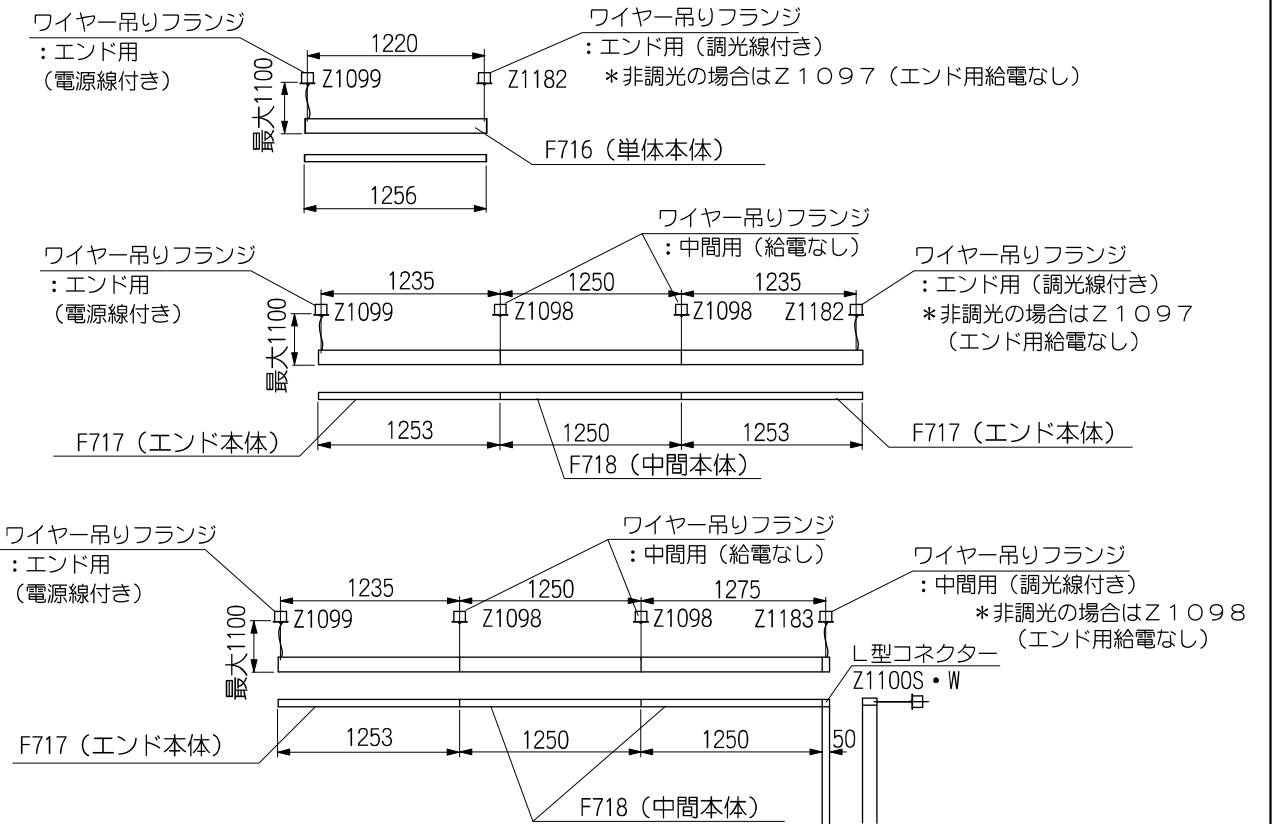 ワイヤー吊りフランジ
：エンド用
（電源線付き）
1220
ワイヤー吊りフランジ
：エンド用（調光線付き）
＊非調光の場合はＺ１０９７（エンド用給電なし）
Z1099
Z1182
最大1100
F716（単体本体）
1256
ワイヤー吊りフランジ
：中間用（給電なし）
ワイヤー吊りフランジ
：エンド用
（電源線付き）
1235
1250
1235
ワイヤー吊りフランジ
：エンド用（調光線付き）
＊非調光の場合はＺ１０９７
（エンド用給電なし）
Z1099
Z1098
Z1098
Z1182
最大1100
F717（エンド本体）
1253
1250
1253
F717（エンド本体）
F718（中間本体）
ワイヤー吊りフランジ
：エンド用
（電源線付き）
ワイヤー吊りフランジ
：中間用（給電なし）
1235
1250
1275
ワイヤー吊りフランジ
：中間用（調光線付き）
＊非調光の場合はＺ１０９８
（エンド用給電なし）
Z1099
Z1098
Z1098
Z1183
最大1100
Ｌ型コネクター
Z1100S・W
F717（エンド本体）
1253
1250
1250
50
F718（中間本体）